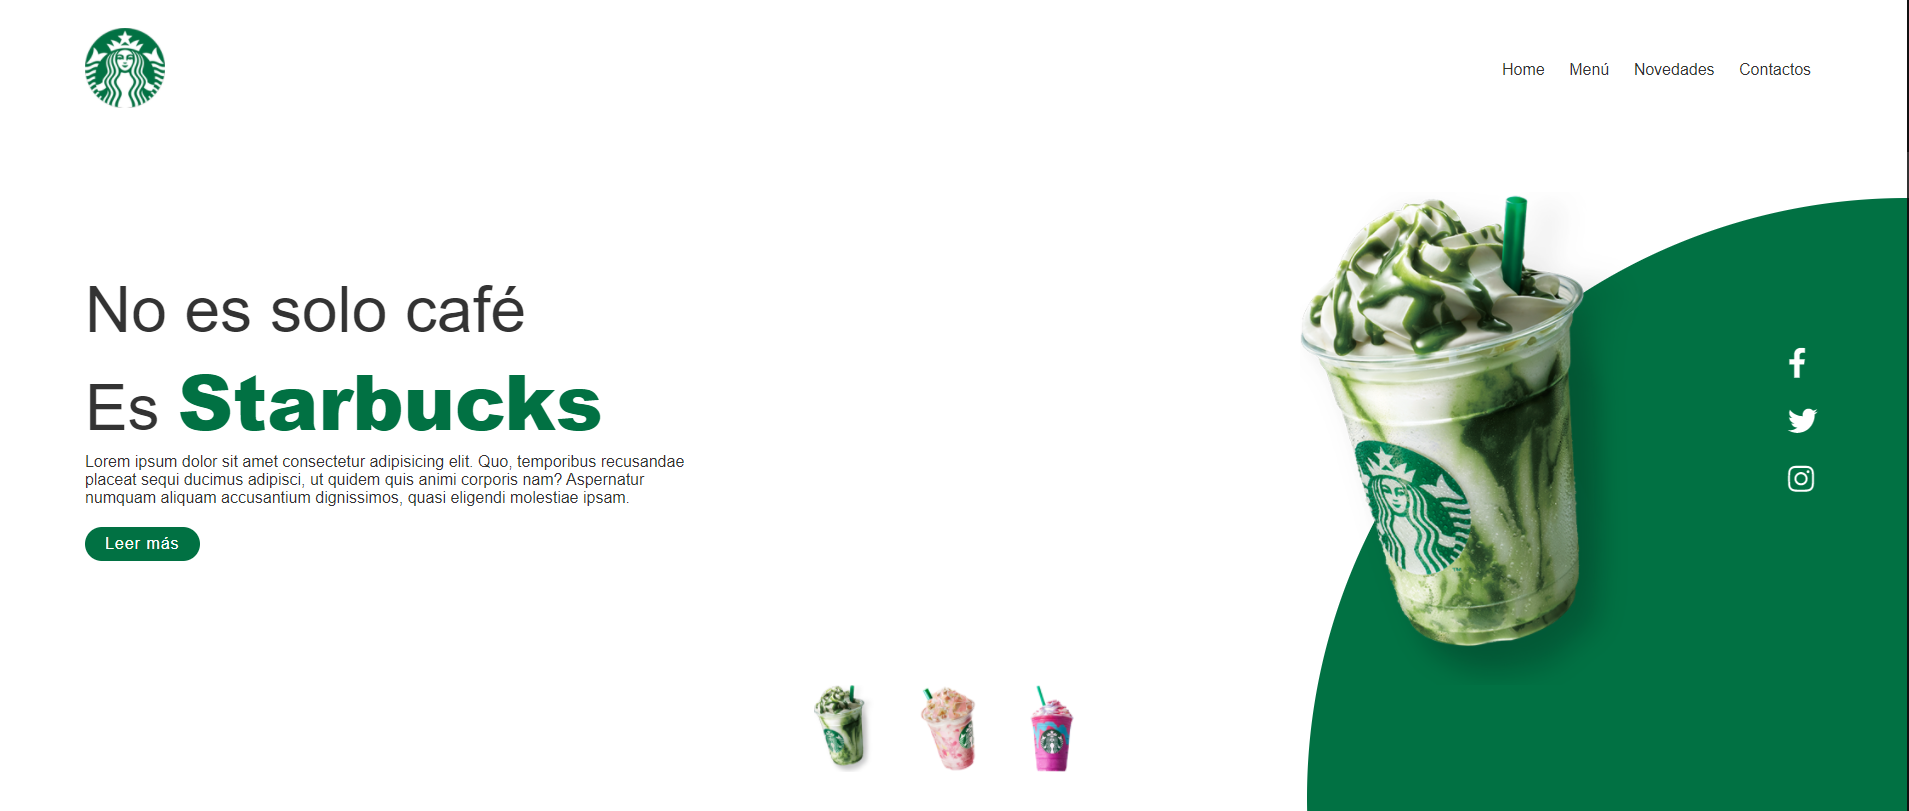 Home Menú Novedades Contactos
No es solo café
Es Starbucks
Lorem ipsum dolor sit amet consectetur adipisicing elit. Quo, temporibus recusandae
placeat sequi ducimus adipisci, ut quidem quis animi corporis nam? Aspernatur
numquam aliquam accusantium dignissimos, quasi eligendi molestiae ipsam.
Leer más